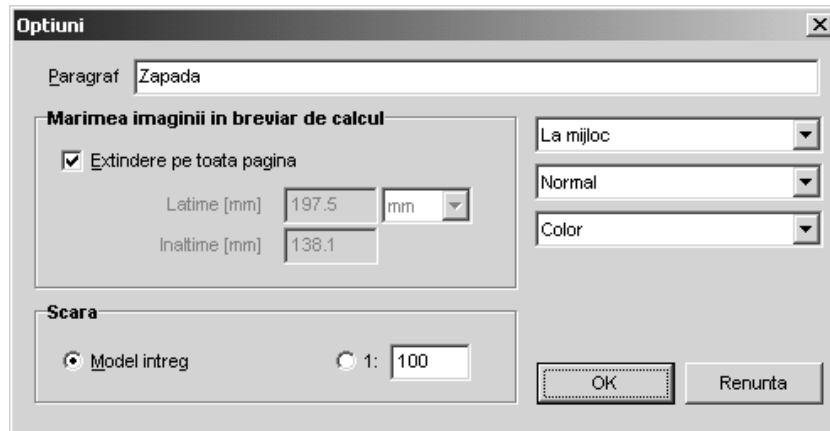 Optiuni
Paragraf Zapada
Marimea imaginii in breviar de calcul
Extindere pe toata pagina
Latime [mm] 197.5 mm
Inaltime [mm] 138.1
La mijloc
Normal
Color
Scara
Model intreg 1: 100
OK Renunta